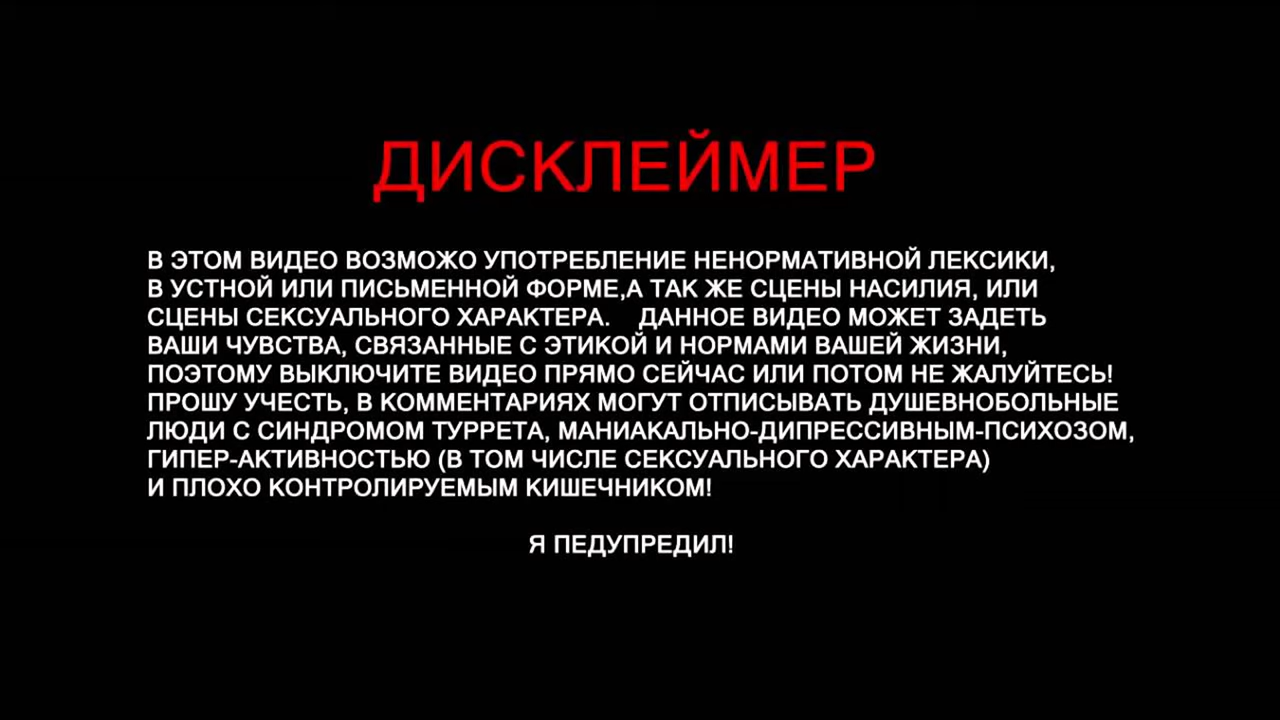 ДИСКЛЕЙМЕР
В ЭТОМ ВИДЕО ВОЗМОЖО УПОТРЕБЛЕНИЕ НЕНОРМАТИВНОЙ ЛЕКСИКИ,
В УСТНОЙ ИЛИ ПИСЬМЕННОЙ ФОРМЕ,А ТАК ЖЕ СЦЕНЫ НАСИЛИЯ, ИЛИ
СЦЕНЫ СЕКСУАЛЬНОГО ХАРАКТЕРА. ДАННОЕ ВИДЕО МОЖЕТ ЗАДЕТЬ
ВАШИ ЧУВСТВА, СВЯЗАННЫЕ С ЭТИКОЙ И НОРМАМИ ВАШЕЙ ЖИЗНИ,
ПОЭТОМУ ВЫКЛЮЧИТЕ ВИДЕО ПРЯМО СЕЙЧАС ИЛИ ПОТОМ НЕ ЖАЛУЙТЕСЬ!
ПРОШУ УЧЕСТЬ, В КОММЕНТАРИЯХ МОГУТ ОТПИСЫВАТЬ ДУШЕВНОБОЛЬНЫЕ
ЛЮДИ С СИНДРОМОМ ТУРРЕТА, МАНИАКАЛЬНО-ДИПРЕССИВНЫМ-ПСИХОЗОМ,
ГИПЕР-АКТИВНОСТЬЮ (В ТОМ ЧИСЛЕ СЕКСУАЛЬНОГО ХАРАКТЕРА)
И ПЛОХО КОНТРОЛИРУЕМЫМ КИШЕЧНИКОМ!
Я ПЕДУПРЕДИЛ!